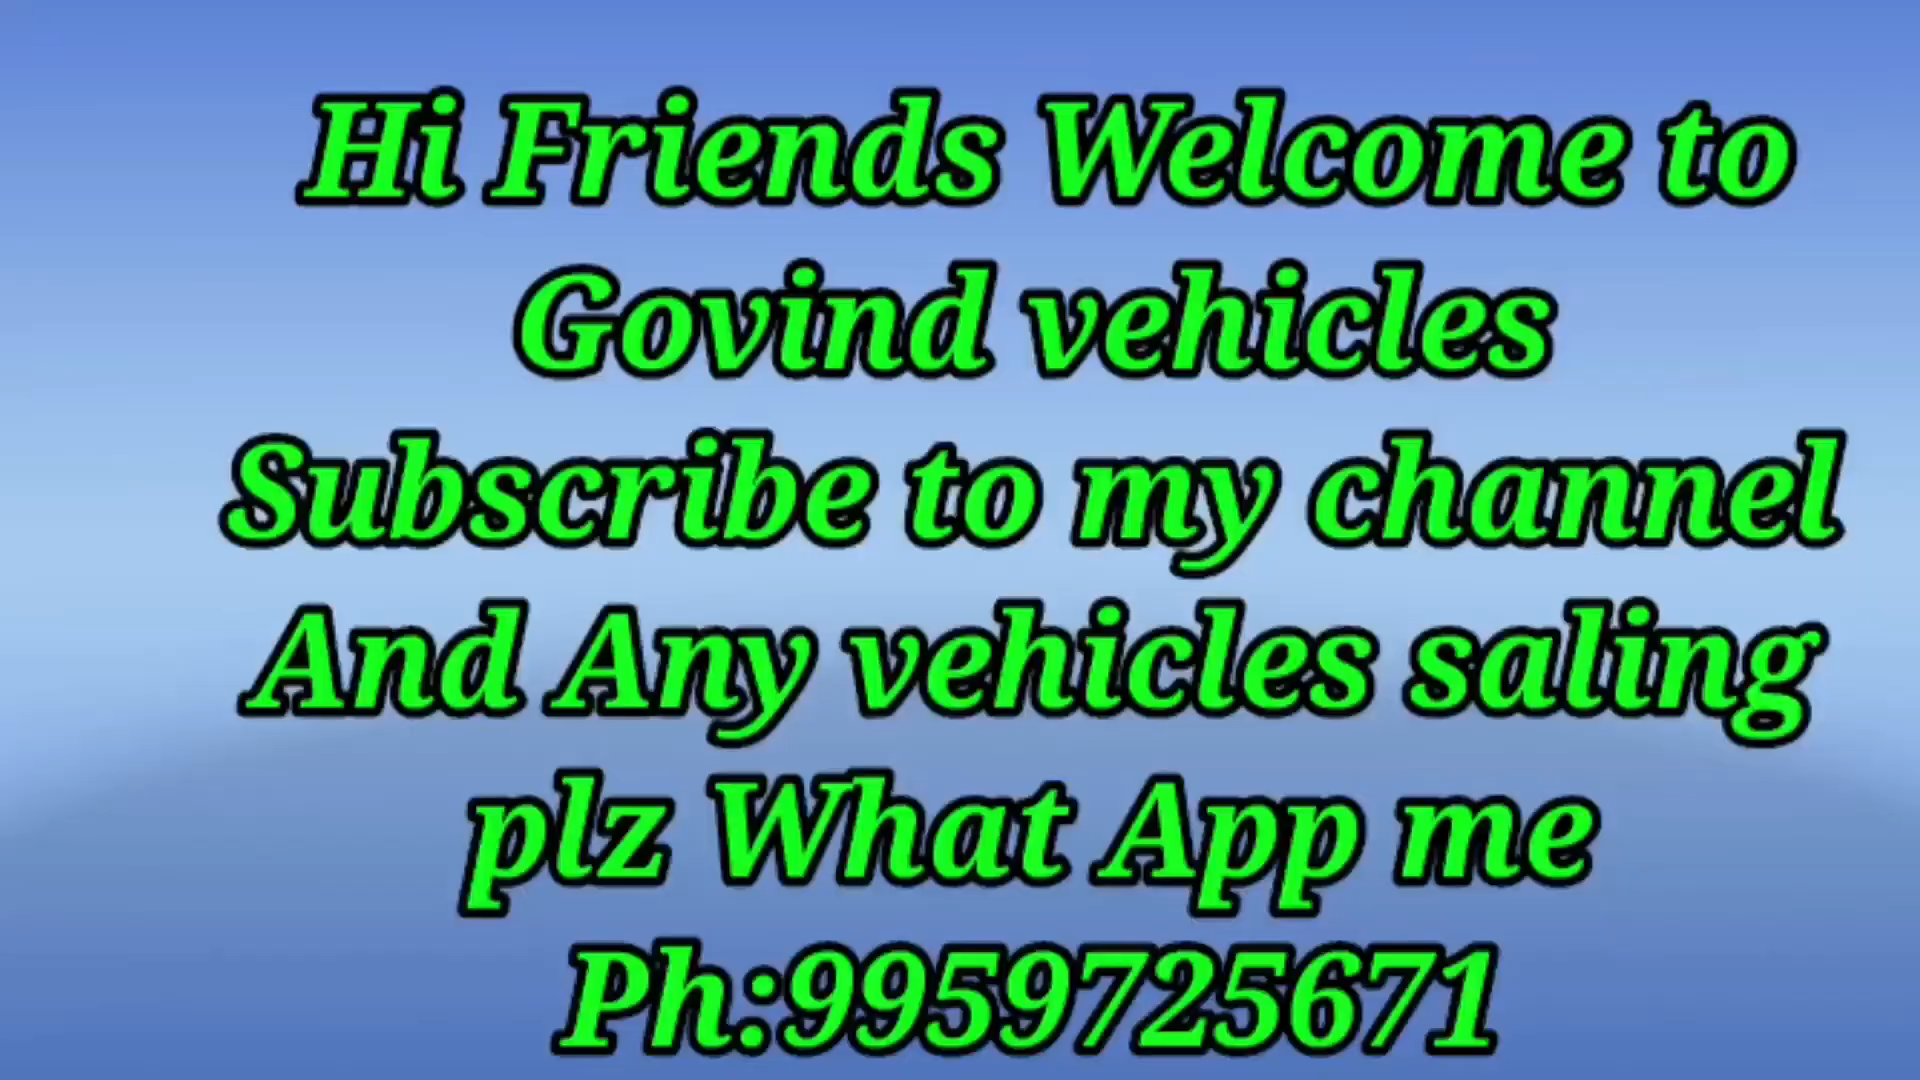 Hi Friends Welcome to
Govind vehicles
Subscribe to my channel
And Any vehicles saling
plz What App me
Ph:9959725671